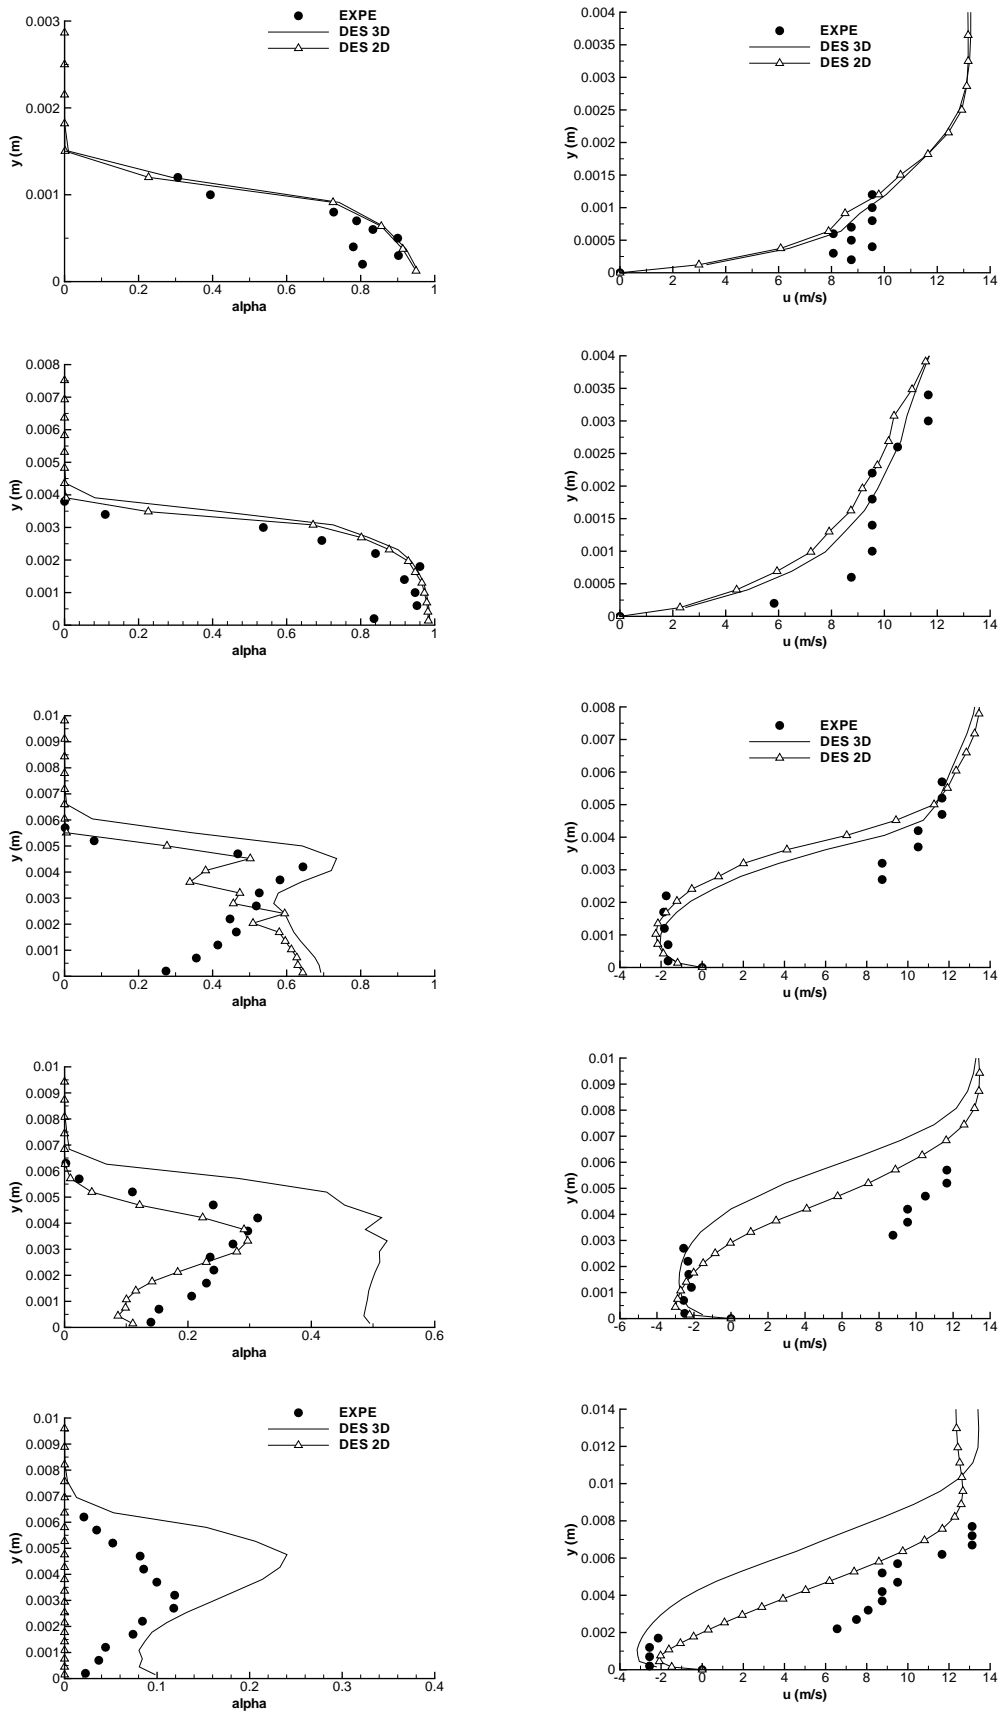 EXPE
DES 3D
DES 2D
0.003
0.002
0.001
0
y (m)
0 0.2 0.4 0.6 0.8 1
alpha
EXPE
DES 3D
DES 2D
0.004
0.0035
0.003
0.0025
0.002
0.0015
0.001
0.0005
0
y (m)
0 2 4 6 8 10 12 14
u (m/s)
0.008
0.007
0.006
0.005
0.004
0.003
0.002
0.001
0
y (m)
0 0.2 0.4 0.6 0.8 1
alpha
0.004
0.0035
0.003
0.0025
0.002
0.0015
0.001
0.0005
0
y (m)
0 2 4 6 8 10 12 14
u (m/s)
0.01
0.009
0.008
0.007
0.006
0.005
0.004
0.003
0.002
0.001
0
y (m)
0 0.2 0.4 0.6 0.8 1
alpha
EXPE
DES 3D
DES 2D
0.008
0.007
0.006
0.005
0.004
0.003
0.002
0.001
0
y (m)
-4 -2 0 2 4 6 8 10 12 14
u (m/s)
0.01
0.009
0.008
0.007
0.006
0.005
0.004
0.003
0.002
0.001
0
y (m)
0 0.2 0.4 0.6
alpha
0.01
0.009
0.008
0.007
0.006
0.005
0.004
0.003
0.002
0.001
0
y (m)
-6 -4 -2 0 2 4 6 8 10 12 14
u (m/s)
EXPE
DES 3D
DES 2D
0.01
0.009
0.008
0.007
0.006
0.005
0.004
0.003
0.002
0.001
0
y (m)
0 0.1 0.2 0.3 0.4
alpha
0.014
0.012
0.01
0.008
0.006
0.004
0.002
0
y (m)
-4 -2 0 2 4 6 8 10 12 14
u (m/s)